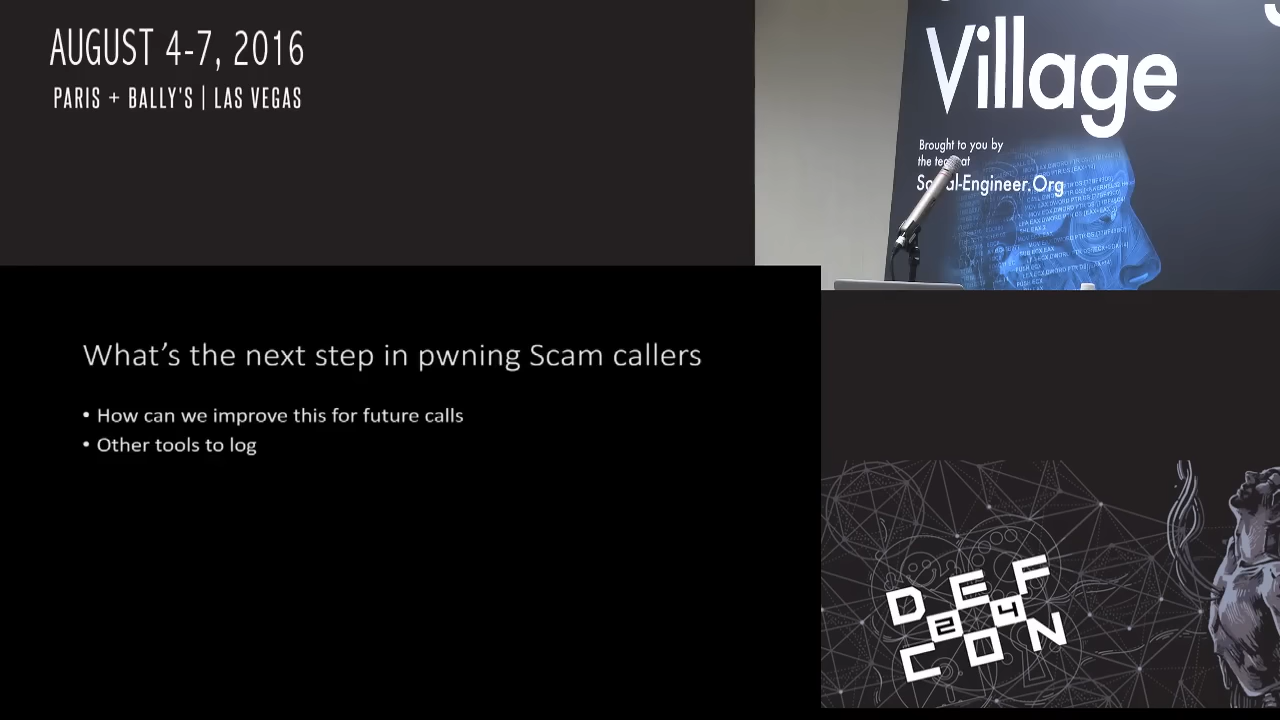 AUGUST 4-7, 2016
PARIS + BALLY'S | LAS VEGAS
Village
Brought to you by
the team at
Social-Engineer.Org
What's the next step in pwning Scam callers
• How can we improve this for future calls
• Other tools to log
DEF
24
CON